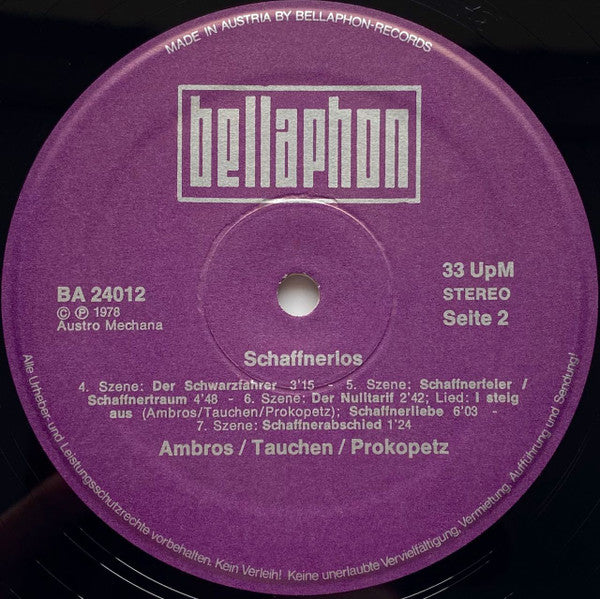 MADE IN AUSTRIA BY BELLAPHON-RECORDS
bellaphon
BA 24012
© ℗ 1978
Austro Mechana
33 UpM
STEREO
Seite 2
Schaffnerlos
4. Szene: Der Schwarzfahrer 3'15 - 5. Szene: Schaffnerfeier /
Schaffnertraum 4'48 - 6. Szene: Der Nulltarif 2'42; Lied: I steig
aus (Ambros/Tauchen/Prokopetz); Schaffnerliebe 6'03 -
7. Szene: Schaffnerabschied 1'24
Ambros / Tauchen / Prokopetz
Alle Urheber- und Leistungsschutzrechte vorbehalten. Kein Verleih! Keine unerlaubte Vervielfältigung, Vermietung, Aufführung und Sendung!